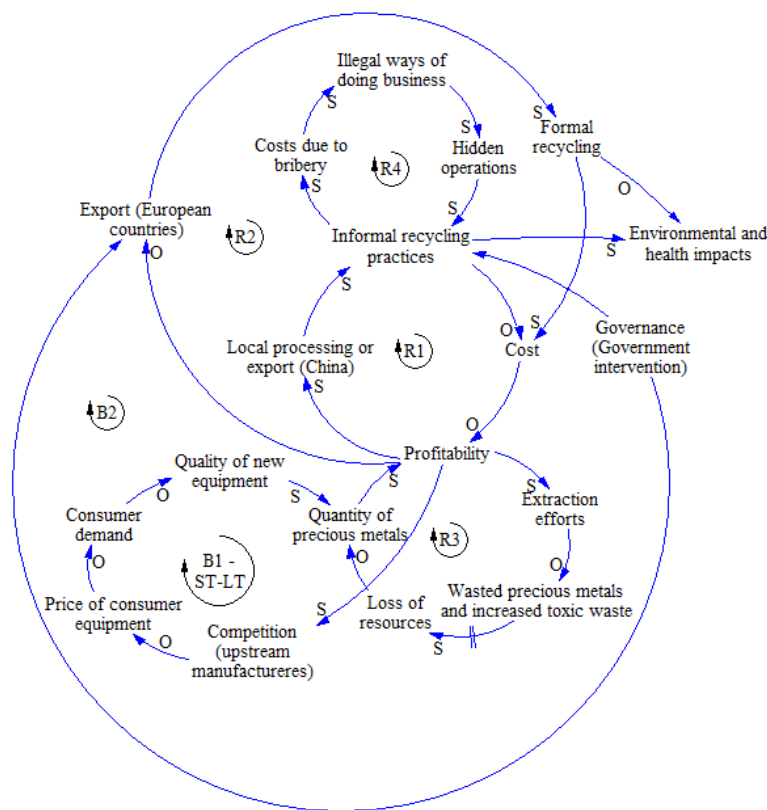 Illegal ways of
doing business
S
S
S
Formal
recycling
Costs due to
bribery
Hidden
operations
R4
S
O
S
Export (European
countries)
R2
Informal recycling
practices
Environmental and
health impacts
O
S
S
Governance
(Government
intervention)
O
S
Cost
Local processing or
export (China)
R1
S
B2
O
Profitability
Quality of new
equipment
S
S
Extraction
efforts
O
S
Consumer
demand
Quantity of
precious metals
R3
O
B1 -
ST-LT
O
O
Price of consumer
equipment
Loss of
resources
Wasted precious metals
and increased toxic waste
S
O
Competition
(upstream
manufactureres)
S